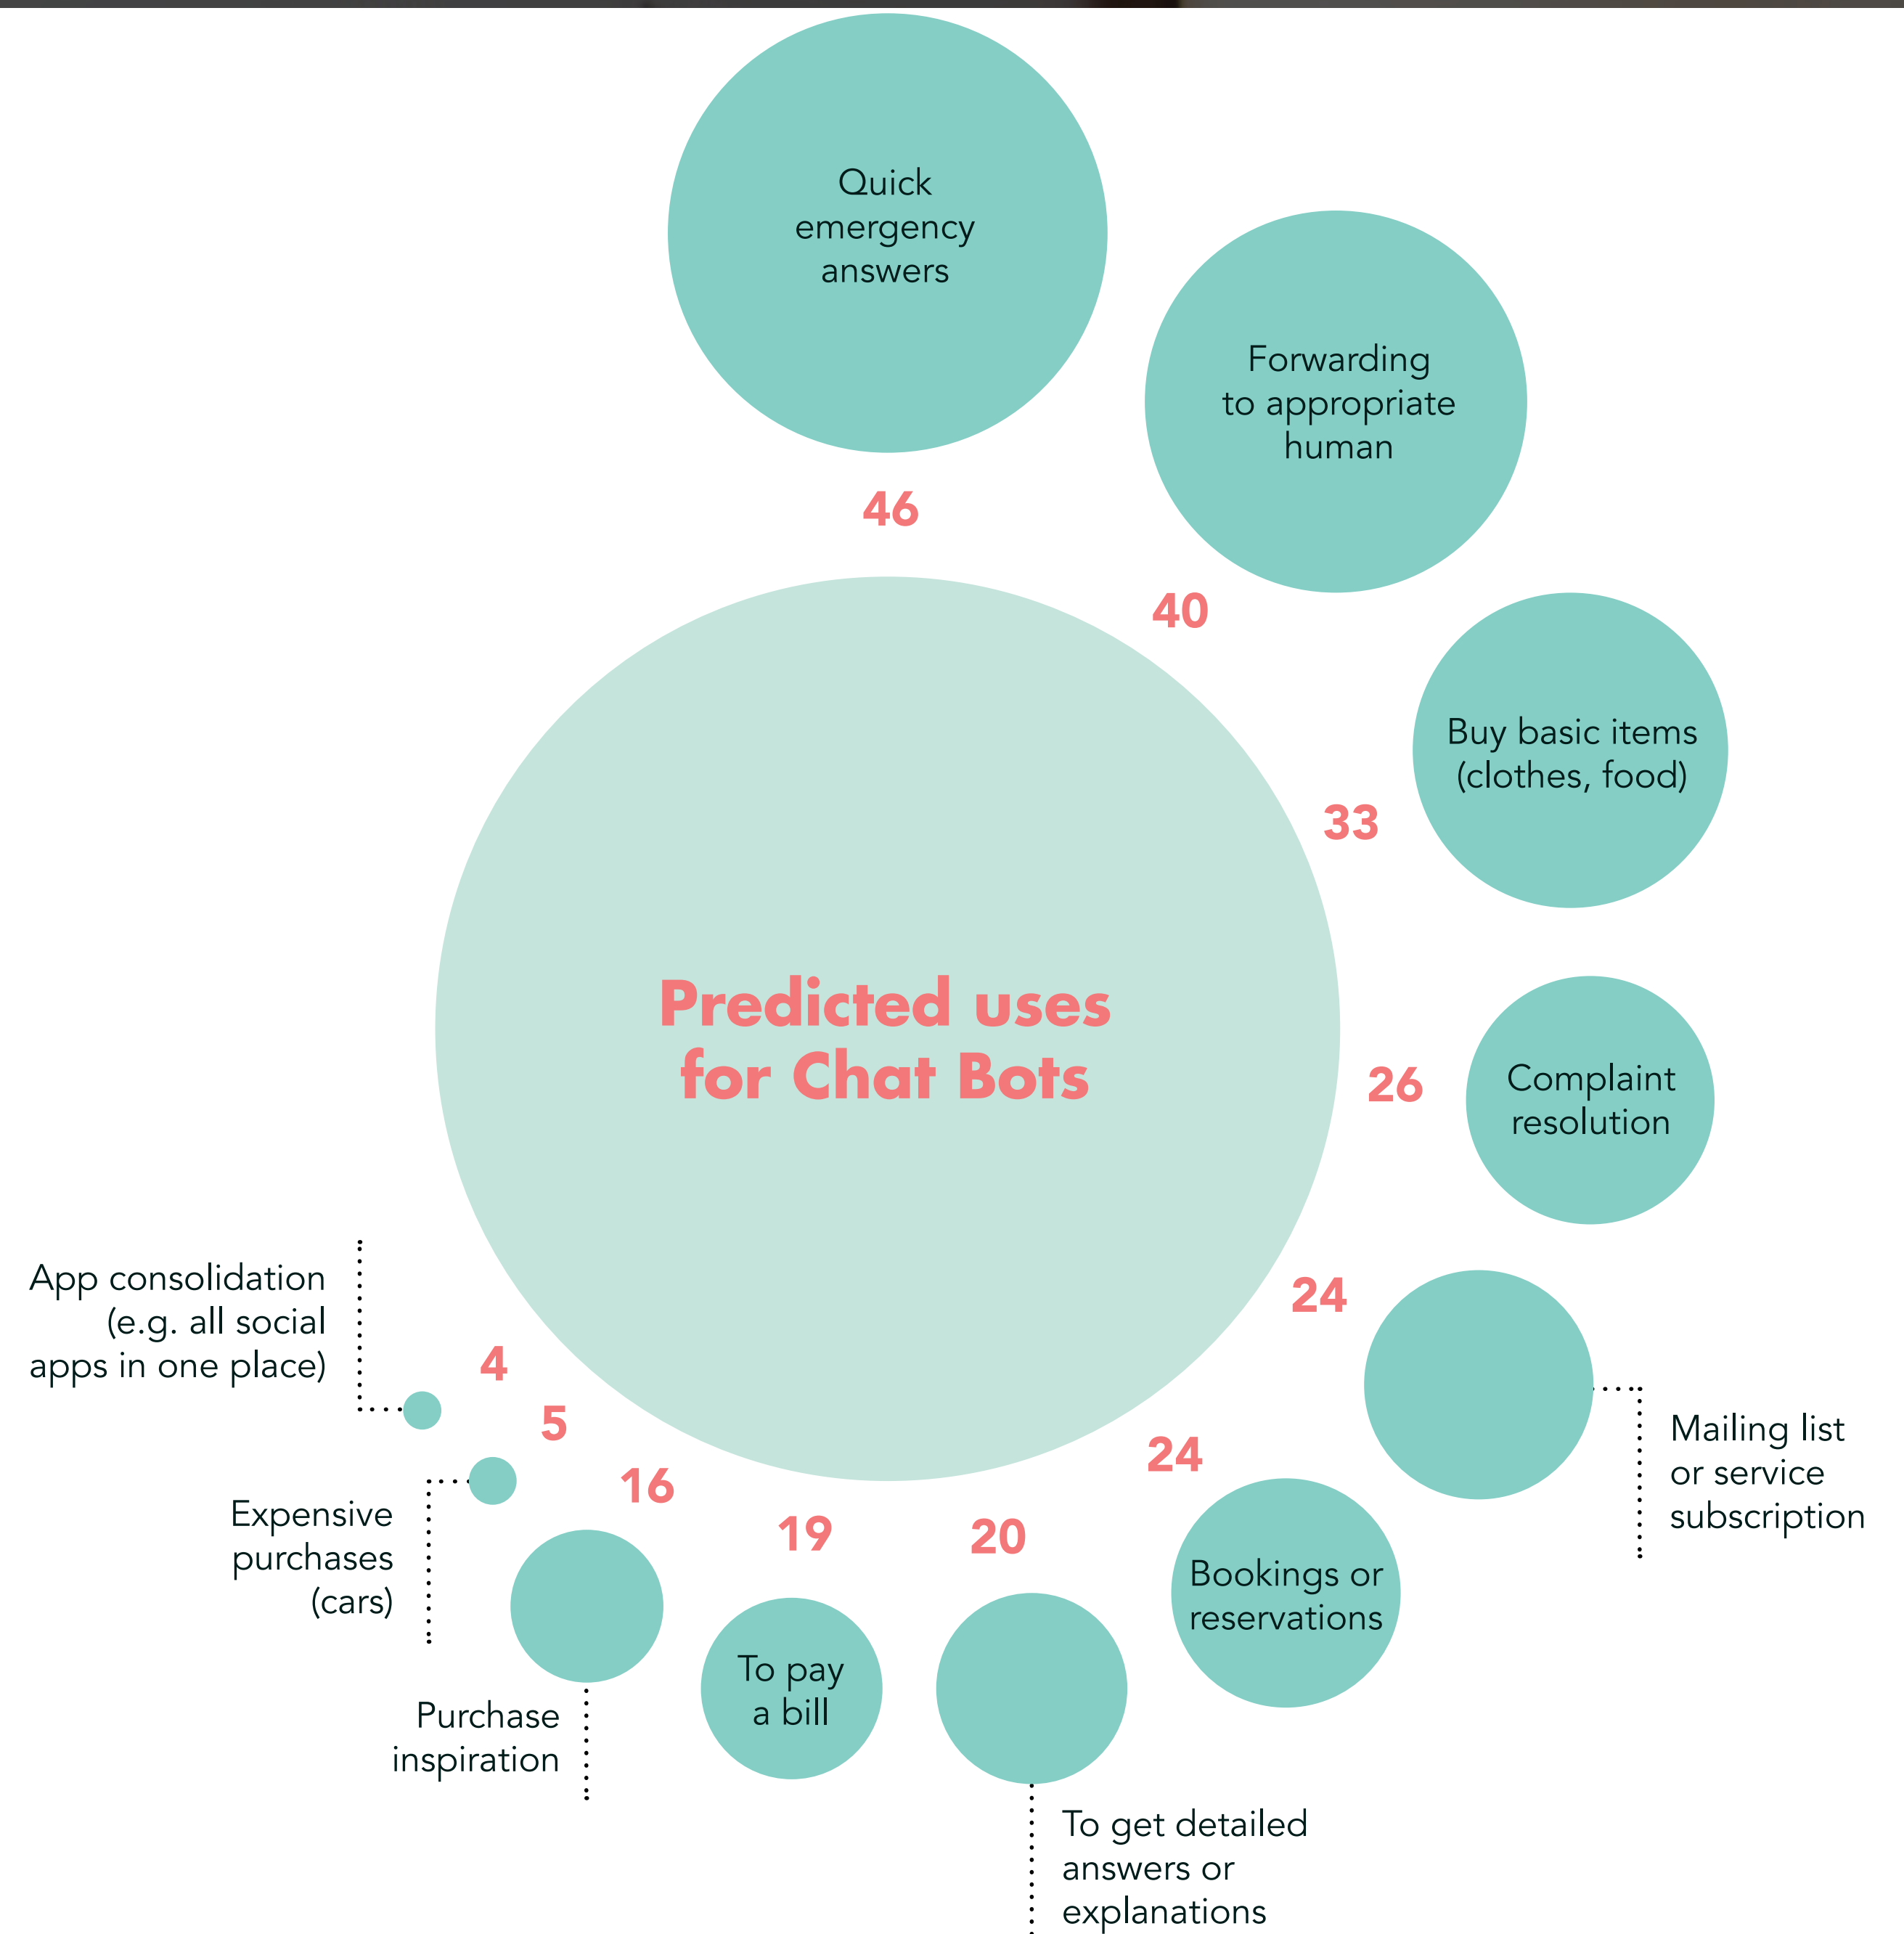 Quick
emergency
answers
46
Forwarding
to appropriate
human
40
Buy basic items
(clothes, food)
33
Predicted uses
for Chat Bots
Complaint
resolution
26
24
Mailing list
or service
subscription
24
Bookings or
reservations
20
To get detailed
answers or
explanations
19
To pay
a bill
16
Purchase
inspiration
5
Expensive
purchases
(cars)
4
App consolidation
(e.g. all social
apps in one place)